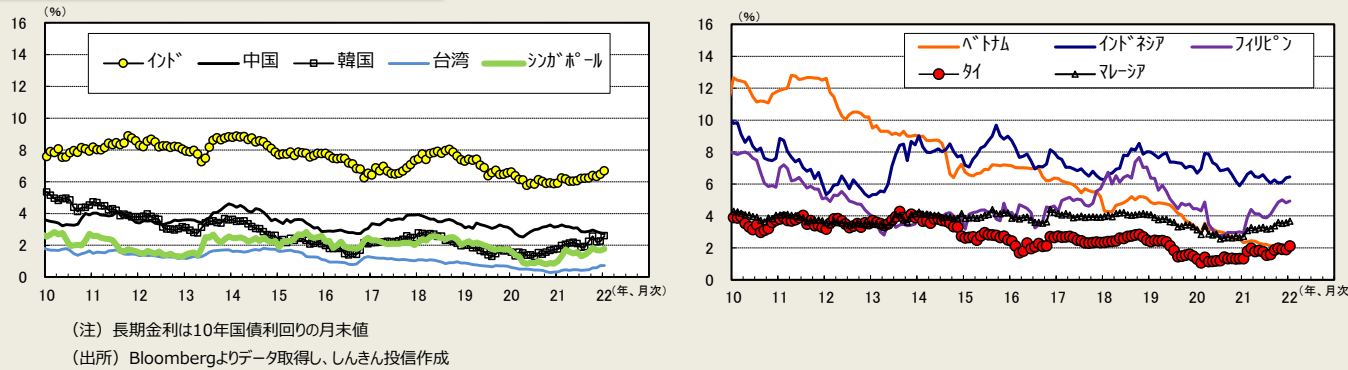 (%)
16
14
12
10
8
6
4
2
0
インド 中国 韓国 台湾 シンガポール
10 11 12 13 14 15 16 17 18 19 20 21 22 (年、月次)
(%)
16
14
12
10
8
6
4
2
0
ベトナム インドネシア フィリピン
タイ マレーシア
10 11 12 13 14 15 16 17 18 19 20 21 22 (年、月次)
（注）長期金利は10年国債利回りの月末値
（出所）Bloombergよりデータ取得し、しんきん投信作成